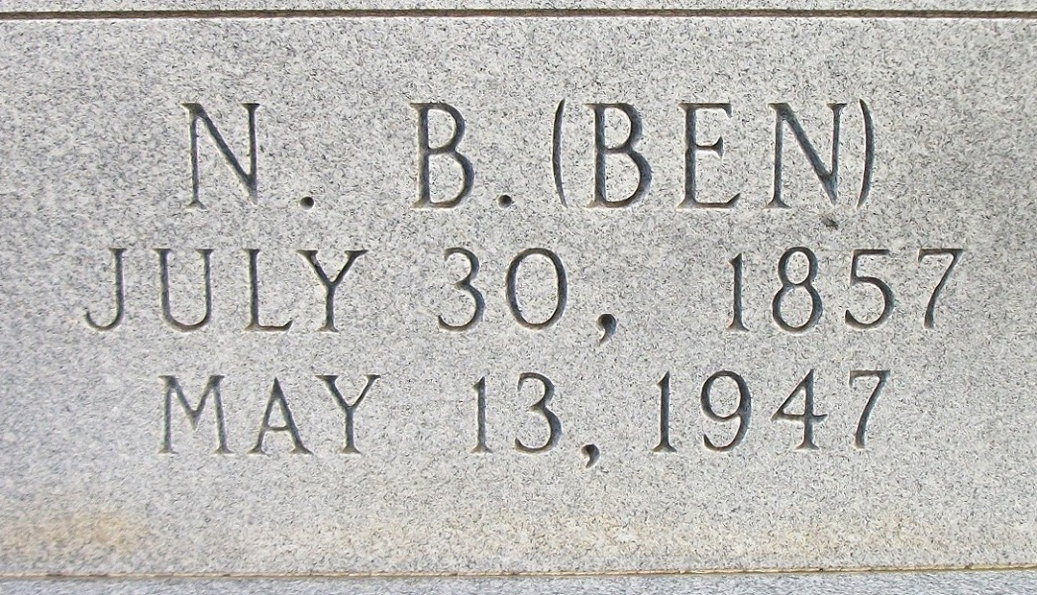 N. B. (BEN)
JULY 30, 1857
MAY 13, 1947